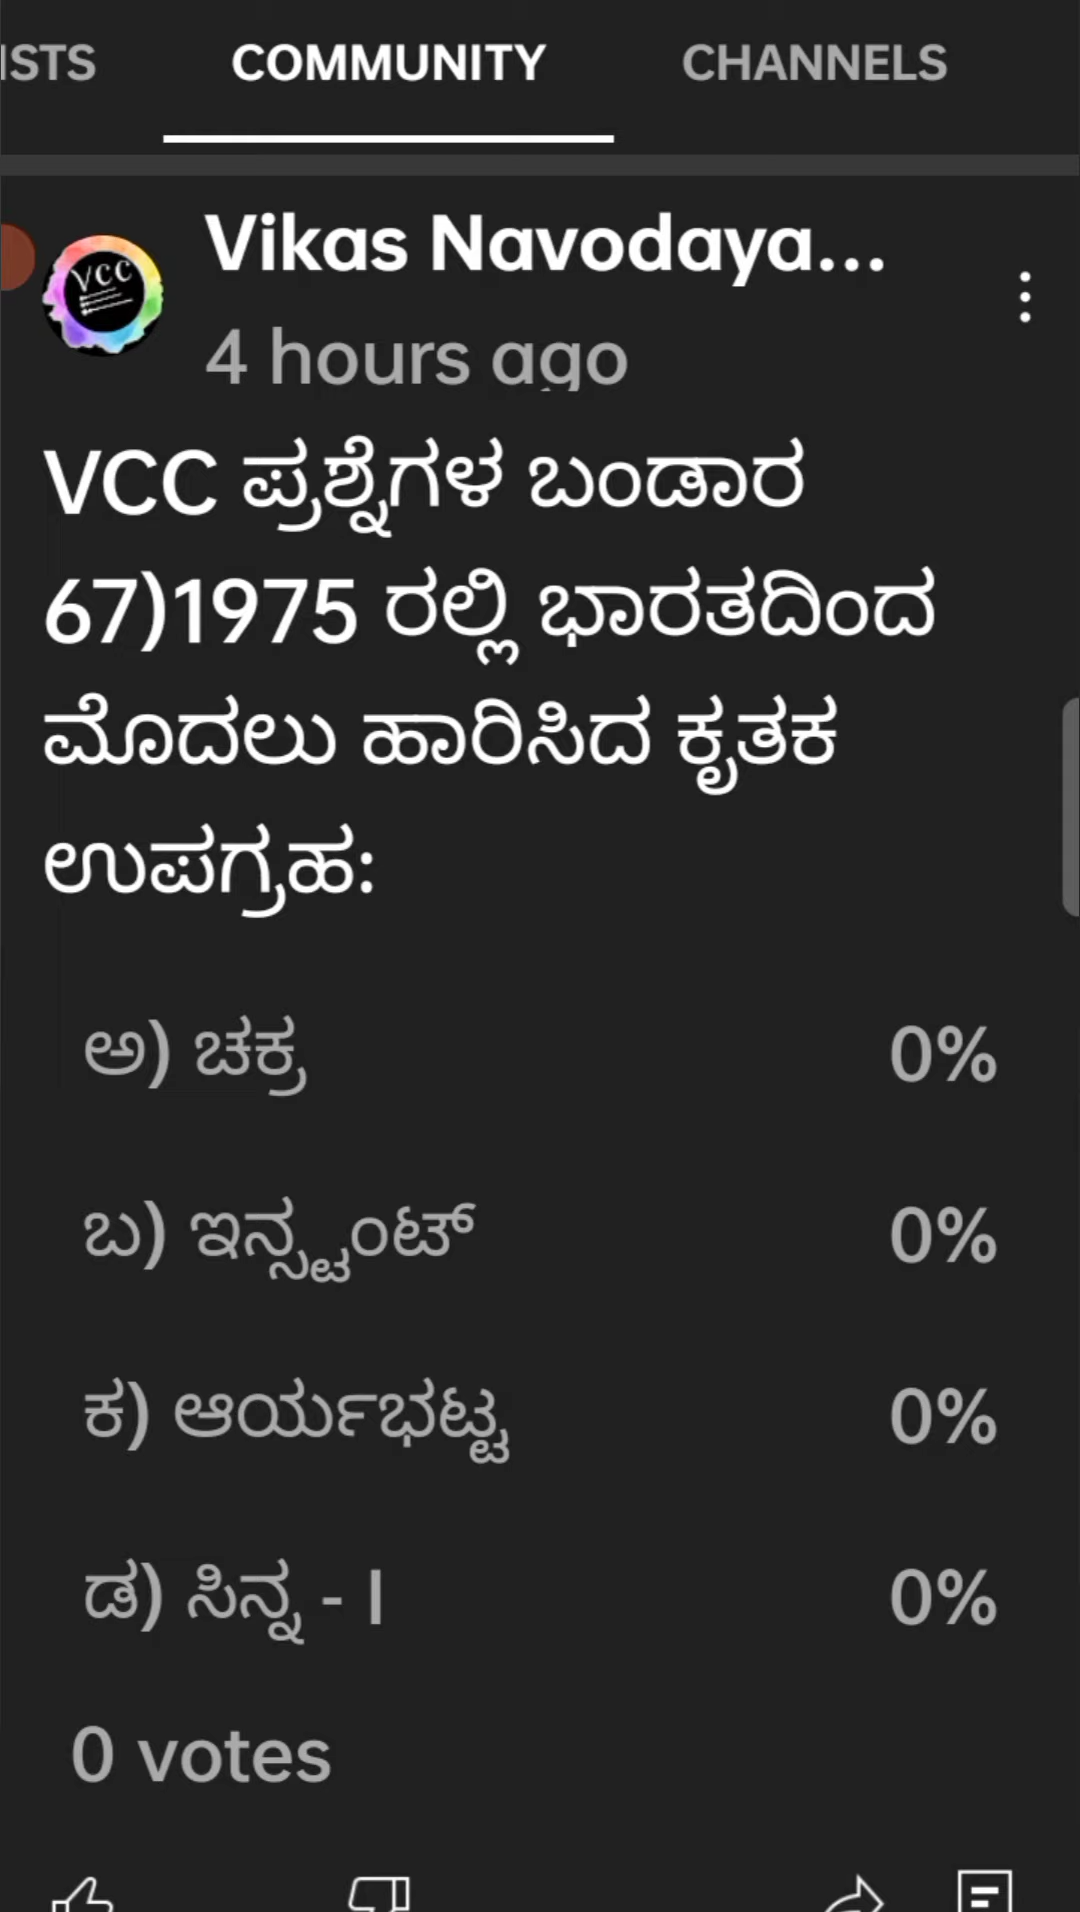 ISTS COMMUNITY CHANNELS
VCC
Vikas Navodaya...
4 hours ago
VCC ಪ್ರಶ್ನೆಗಳ ಬಂಡಾರ
67)1975 ರಲ್ಲಿ ಭಾರತದಿಂದ
ಮೊದಲು ಹಾರಿಸಿದ ಕೃತಕ
ಉಪಗ್ರಹ:
ಅ) ಚಕ್ರ 0%
ಬ) ಇನ್ಸ್ಟಂಟ್ 0%
ಕ) ಆರ್ಯಭಟ್ಟ 0%
ಡ) ಸಿನ್ನ - I 0%
0 votes